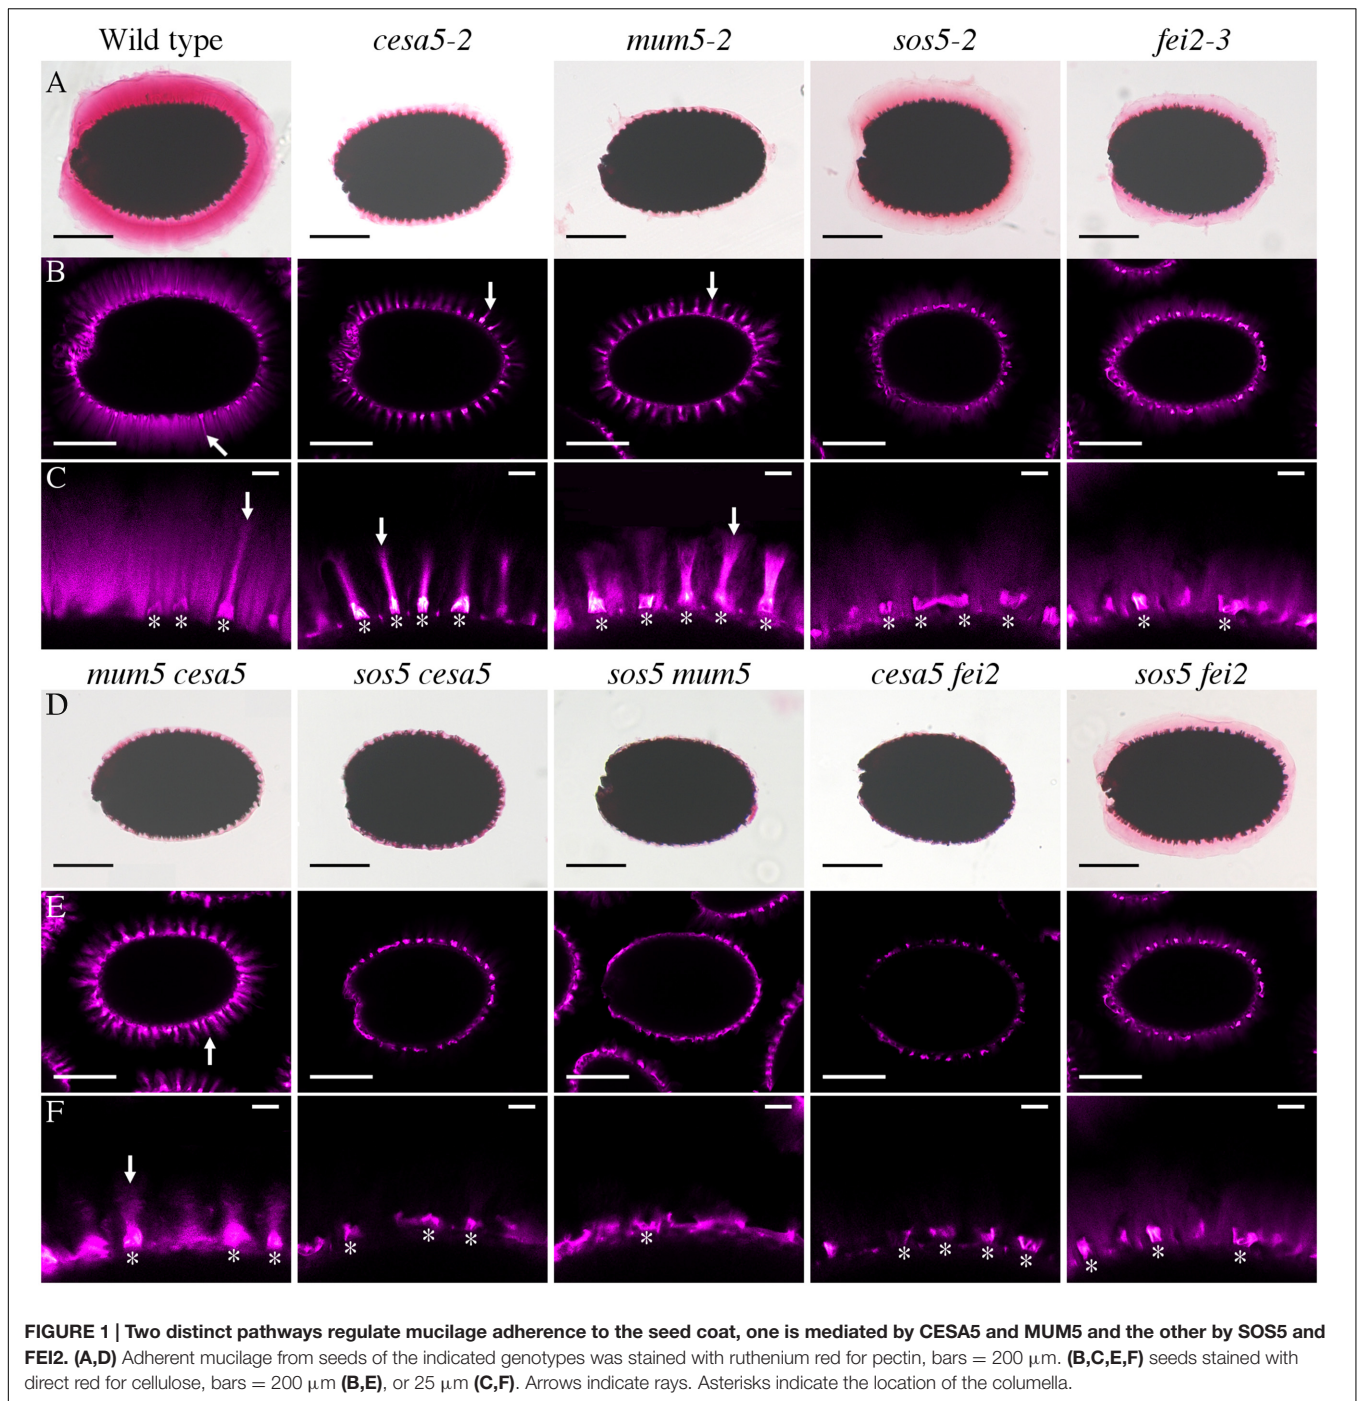 Wild type cesa5-2 mum5-2 sos5-2 fei2-3
A
B
C
* * * * * * * * * * * * * * * * * *
mum5 cesa5 sos5 cesa5 sos5 mum5 cesa5 fei2 sos5 fei2
D
E
F
* * * * * * * * * * * * * *
FIGURE 1 | Two distinct pathways regulate mucilage adherence to the seed coat, one is mediated by CESA5 and MUM5 and the other by SOS5 and
FEI2. (A,D) Adherent mucilage from seeds of the indicated genotypes was stained with ruthenium red for pectin, bars = 200 μm. (B,C,E,F) seeds stained with
direct red for cellulose, bars = 200 μm (B,E), or 25 μm (C,F). Arrows indicate rays. Asterisks indicate the location of the columella.